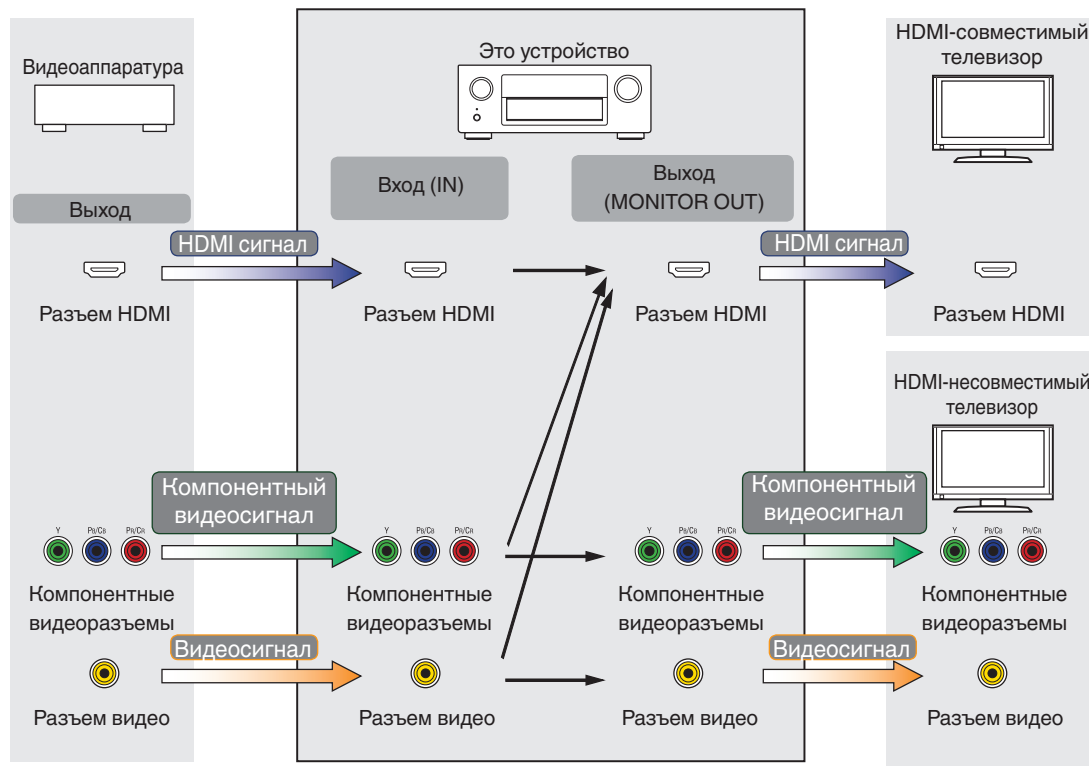 Видеоаппаратура
Это устройство
HDMI-совместимый
телевизор
Выход
Вход (IN)
Выход
(MONITOR OUT)
HDMI сигнал
HDMI сигнал
Разъем HDMI
Разъем HDMI
Разъем HDMI
Разъем HDMI
HDMI-несовместимый
телевизор
Компонентный
видеосигнал
Компонентный
видеосигнал
Y PB/CB PR/CR
Y PB/CB PR/CR
Y PB/CB PR/CR
Y PB/CB PR/CR
Компонентные
видеоразъемы
Компонентные
видеоразъемы
Компонентные
видеоразъемы
Компонентные
видеоразъемы
Видеосигнал
Видеосигнал
Разъем видео
Разъем видео
Разъем видео
Разъем видео